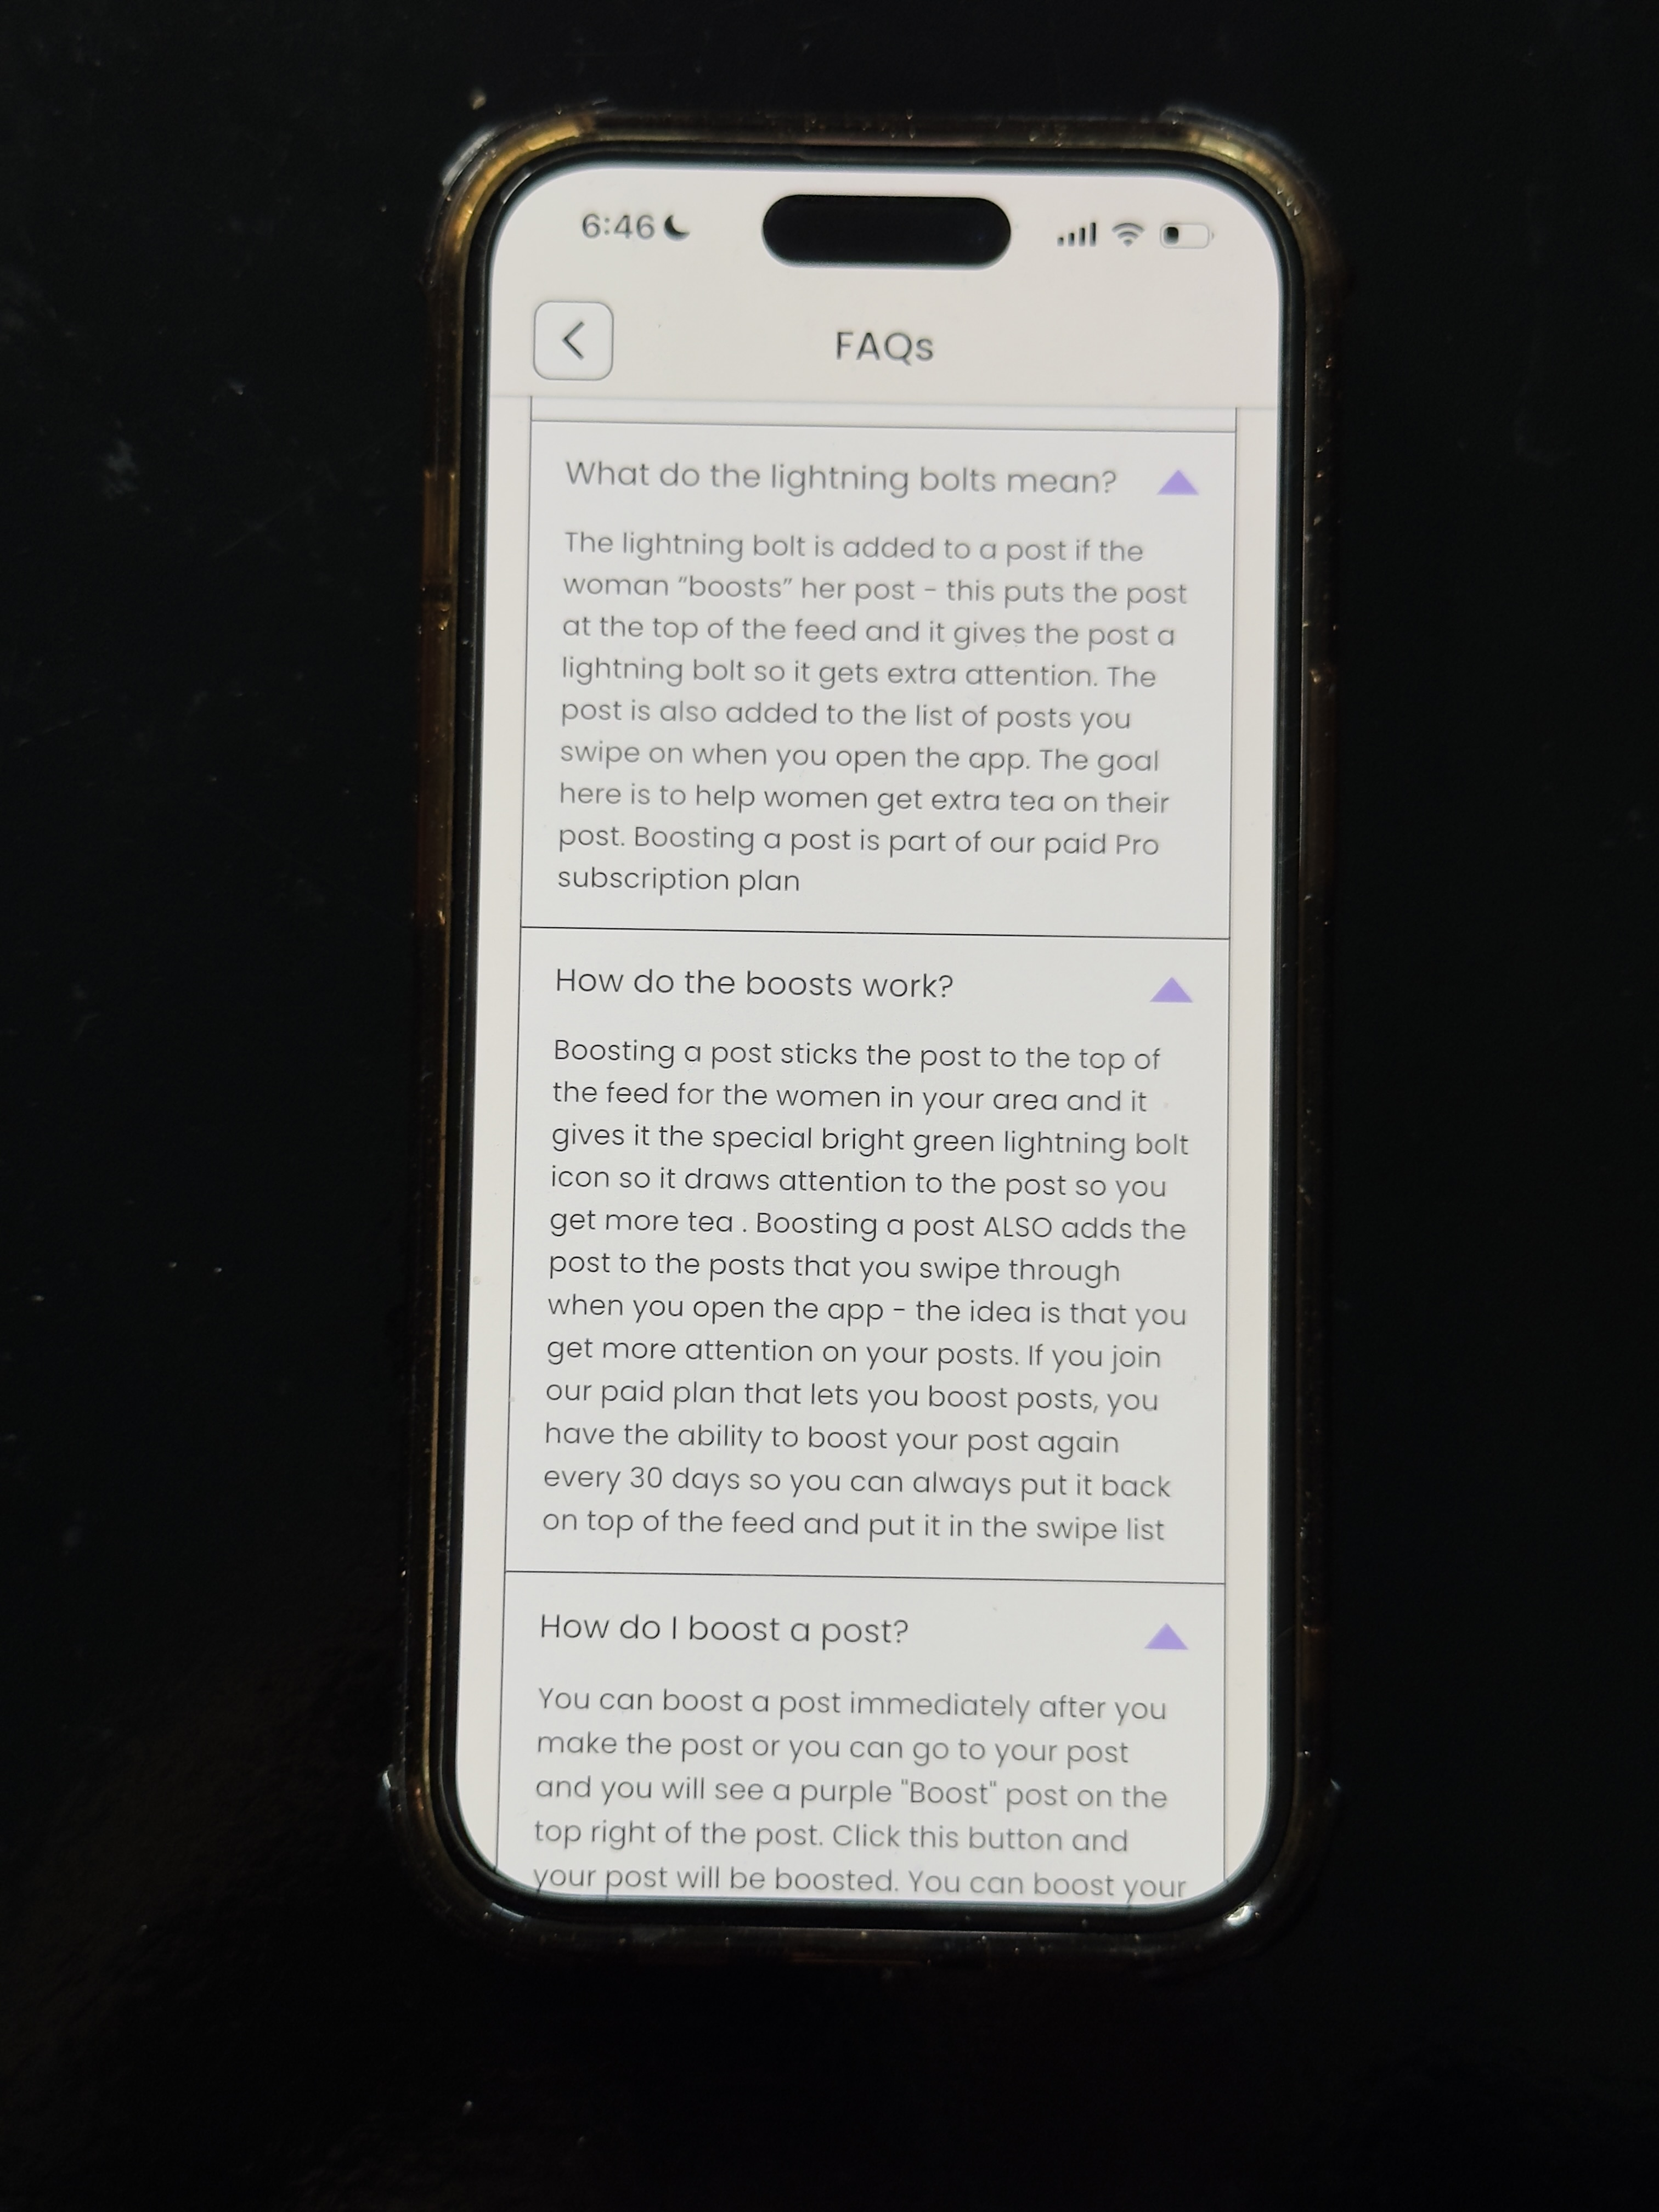 6:46
FAQs
What do the lightning bolts mean?
The lightning bolt is added to a post if the
woman “boosts” her post - this puts the post
at the top of the feed and it gives the post a
lightning bolt so it gets extra attention. The
post is also added to the list of posts you
swipe on when you open the app. The goal
here is to help women get extra tea on their
post. Boosting a post is part of our paid Pro
subscription plan
How do the boosts work?
Boosting a post sticks the post to the top of
the feed for the women in your area and it
gives it the special bright green lightning bolt
icon so it draws attention to the post so you
get more tea . Boosting a post ALSO adds the
post to the posts that you swipe through
when you open the app - the idea is that you
get more attention on your posts. If you join
our paid plan that lets you boost posts, you
have the ability to boost your post again
every 30 days so you can always put it back
on top of the feed and put it in the swipe list
How do I boost a post?
You can boost a post immediately after you
make the post or you can go to your post
and you will see a purple "Boost" post on the
top right of the post. Click this button and
your post will be boosted. You can boost your